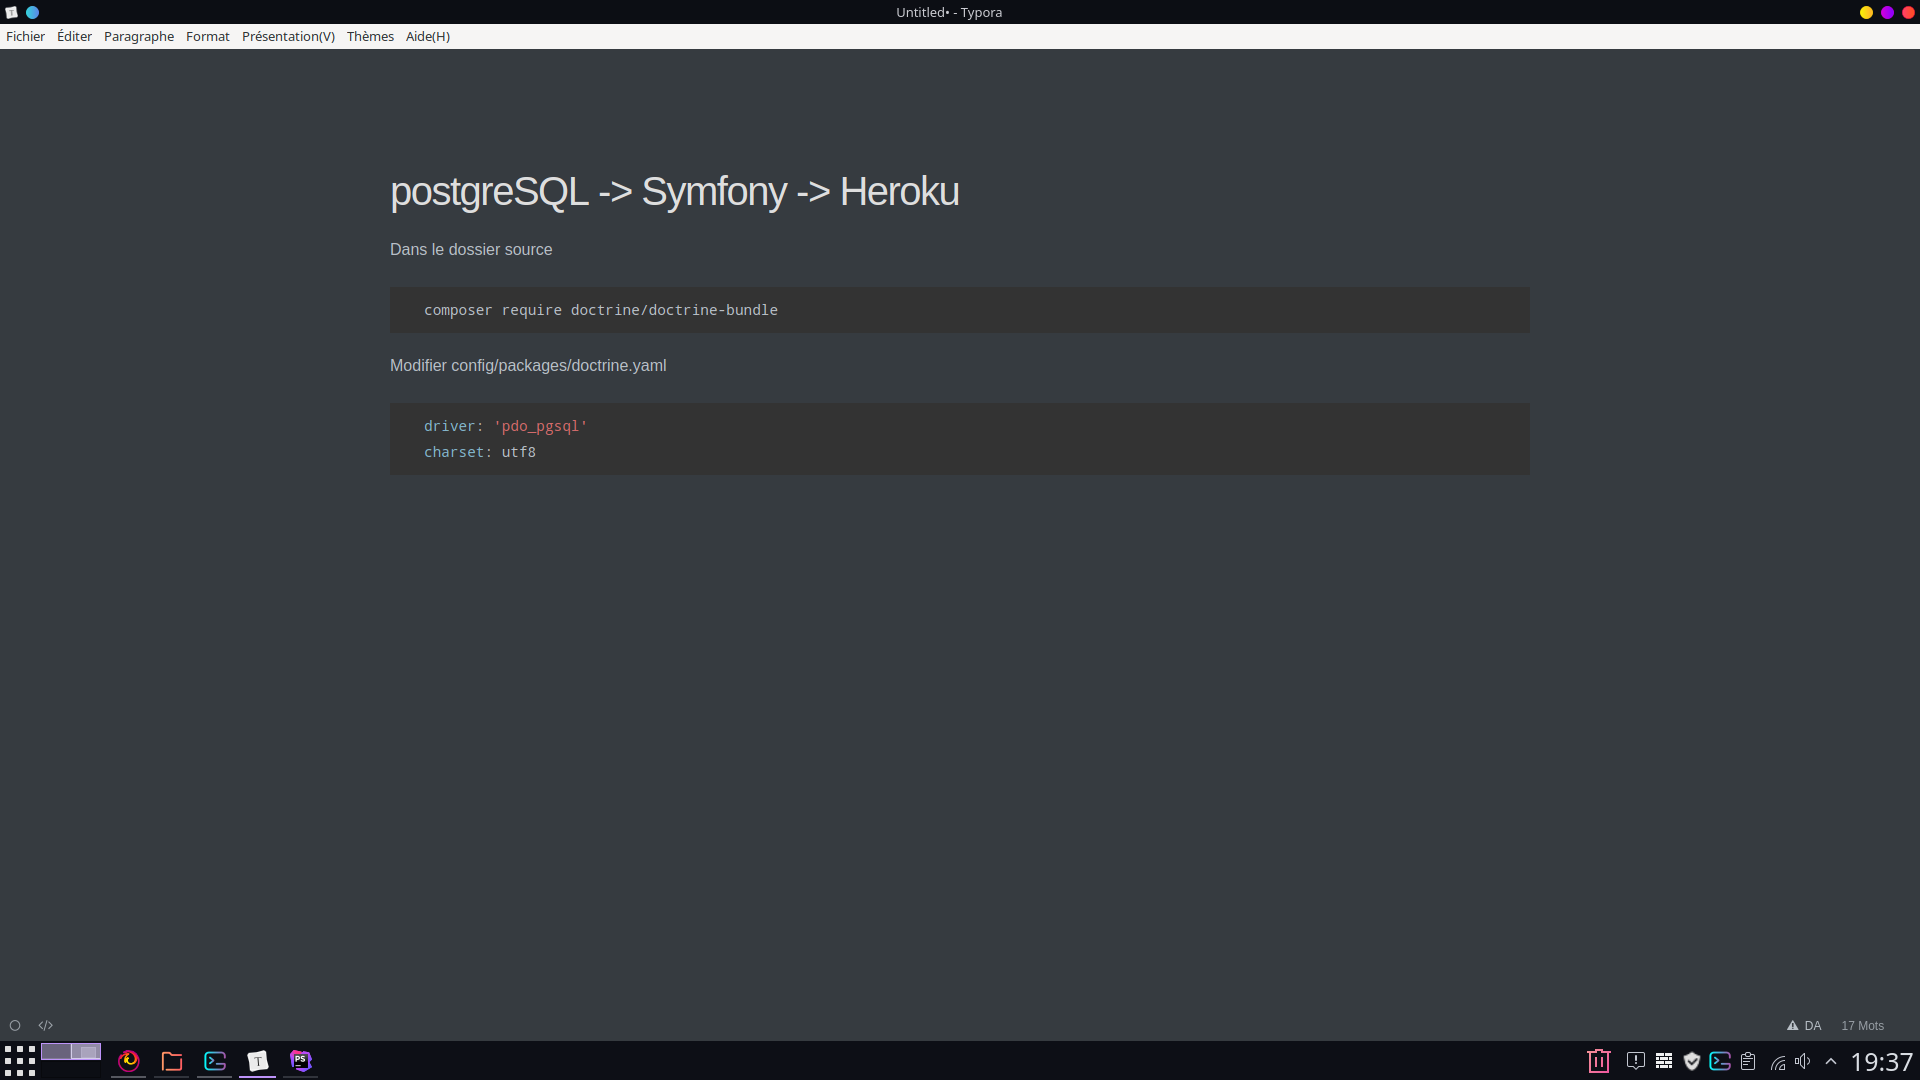 Untitled• - Typora
Fichier Éditer Paragraphe Format Présentation(V) Thèmes Aide(H)
postgreSQL -> Symfony -> Heroku
Dans le dossier source
composer require doctrine/doctrine-bundle
Modifier config/packages/doctrine.yaml
driver: 'pdo_pgsql'
charset: utf8
</> DA 17 Mots
T PS 19:37